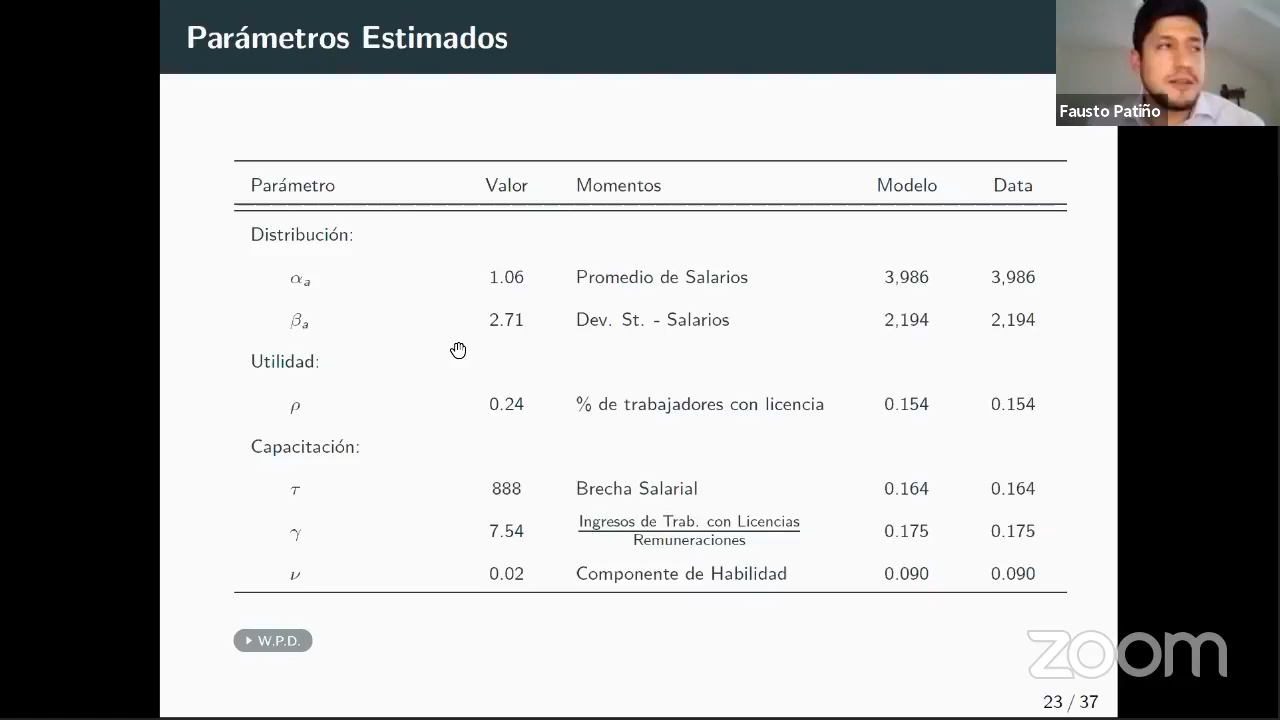 Parámetros Estimados
Fausto Patiño
Parámetro Valor Momentos Modelo Data
Distribución:
αa 1.06 Promedio de Salarios 3,986 3,986
βa 2.71 Dev. St. - Salarios 2,194 2,194
Utilidad:
ρ 0.24 % de trabajadores con licencia 0.154 0.154
Capacitación:
τ 888 Brecha Salarial 0.164 0.164
γ 7.54 Ingresos de Trab. con Licencias / Remuneraciones 0.175 0.175
ν 0.02 Componente de Habilidad 0.090 0.090
W.P.D.
zoom
23 / 37